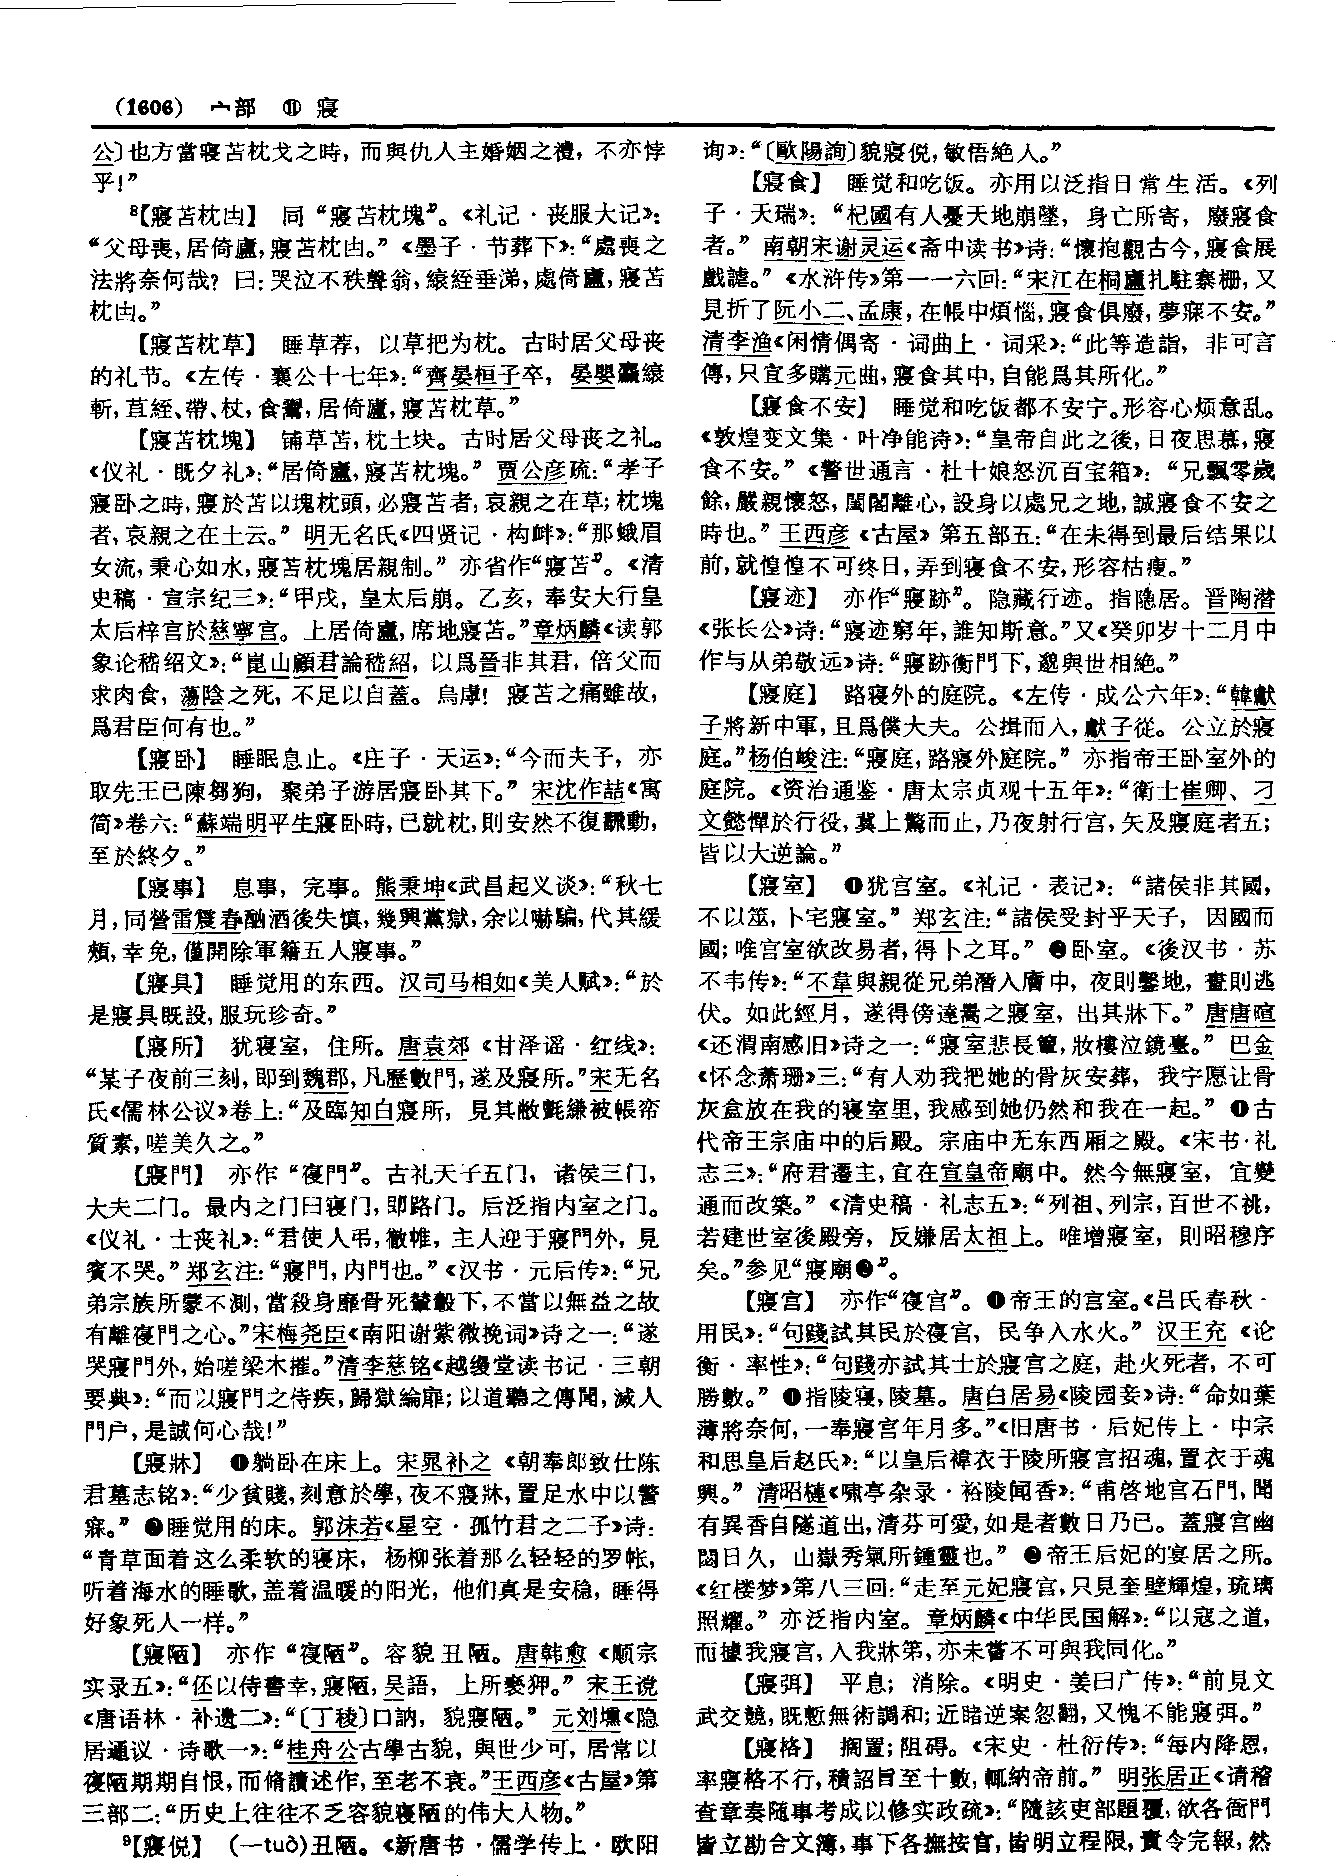 (1606) 宀部 ⑪ 寢
公〕也方當寢苫枕戈之時，而與仇人主婚姻之禮，不亦悖
乎！”
⁸【寢苫枕凷】 同“寢苫枕塊”。《礼记·丧服大记》：
“父母喪，居倚廬，寢苫枕凷。”《墨子·节葬下》：“處喪之
法將奈何哉？曰：哭泣不秩聲翁，縗絰垂涕，處倚廬，寢苫
枕凷。”
【寢苫枕草】 睡草荐，以草把为枕。古时居父母丧
的礼节。《左传·襄公十七年》：“齊晏桓子卒，晏嬰麤縗
斬，苴絰、帶、杖，食鬻，居倚廬，寢苫枕草。”
【寢苫枕塊】 铺草苫，枕土块。古时居父母丧之礼。
《仪礼·既夕礼》：“居倚廬，寢苫枕塊。”贾公彦疏：“孝子
寢卧之時，寢於苫以塊枕頭，必寢苫者，哀親之在草；枕塊
者，哀親之在土云。”明无名氏《四贤记·构衅》：“那蛾眉
女流，秉心如水，寢苫枕塊居親制。”亦省作“寢苫”。《清
史稿·宣宗纪三》：“甲戌，皇太后崩。乙亥，奉安大行皇
太后梓宮於慈寧宫。上居倚廬，席地寢苫。”章炳麟《读郭
象论嵇绍文》：“崑山顧君論嵇紹，以爲晉非其君，倍父而
求肉食，蕩陰之死，不足以自蓋。烏虖！寢苫之痛雖故，
爲君臣何有也。”
【寢卧】 睡眠息止。《庄子·天运》：“今而夫子，亦
取先王已陳芻狗，聚弟子游居寢卧其下。”宋沈作喆《寓
简》卷六：“蘇端明平生寢卧時，已就枕，則安然不復飜動，
至於終夕。”
【寢事】 息事，完事。熊秉坤《武昌起义谈》：“秋七
月，同營雷震春酗酒後失慎，幾興黨獄，余以嚇騙，代其緩
頰，幸免，僅開除軍籍五人寢事。”
【寢具】 睡觉用的东西。汉司马相如《美人赋》：“於
是寢具既設，服玩珍奇。”
【寢所】 犹寝室，住所。唐袁郊《甘泽谣·红线》：
“某子夜前三刻，即到魏郡，凡歷數門，遂及寢所。”宋无名
氏《儒林公议》卷上：“及臨知白寢所，見其敝氈縑被帳帘
質素，嗟美久之。”
【寢門】 亦作“寑門”。古礼天子五门，诸侯三门，
大夫二门。最内之门曰寝门，即路门。后泛指内室之门。
《仪礼·士丧礼》：“君使人弔，徹帷，主人迎于寢門外，見
賓不哭。”郑玄注：“寢門，内門也。”《汉书·元后传》：“兄
弟宗族所蒙不測，當殺身靡骨死輦轂下，不當以無益之故
有離寑門之心。”宋梅尧臣《南阳谢紫微挽词》诗之一：“遂
哭寢門外，始嗟梁木摧。”清李慈铭《越缦堂读书记·三朝
要典》：“而以寢門之侍疾，歸獄綸扉；以道聽之傳聞，滅人
門户，是誠何心哉！”
【寢牀】 ❶躺卧在床上。宋晁补之《朝奉郎致仕陈
君墓志铭》：“少貧賤，刻意於學，夜不寢牀，置足水中以警
寐。”❷睡觉用的床。郭沫若《星空·孤竹君之二子》诗：
“青草面着这么柔软的寝床，杨柳张着那么轻轻的罗帐，
听着海水的睡歌，盖着温暖的阳光，他们真是安稳，睡得
好象死人一样。”
【寢陋】 亦作“寑陋”。容貌丑陋。唐韩愈《顺宗
实录五》：“伾以侍書幸，寢陋，吴語，上所褻狎。”宋王谠
《唐语林·补遗二》：“〔丁稜〕口訥，貌寢陋。”元刘壎《隐
居通议·诗歌一》：“桂舟公古學古貌，與世少可，居常以
寑陋期期自恨，而脩讀述作，至老不衰。”王西彦《古屋》第
三部二：“历史上往往不乏容貌寝陋的伟大人物。”
⁹【寢侻】 (—tuō)丑陋。《新唐书·儒学传上·欧阳
询》：“〔歐陽詢〕貌寢侻，敏悟絶人。”
【寢食】 睡觉和吃饭。亦用以泛指日常生活。《列
子·天瑞》：“杞國有人憂天地崩墜，身亡所寄，廢寢食
者。”南朝宋谢灵运《斋中读书》诗：“懷抱觀古今，寢食展
戲謔。”《水浒传》第一一六回：“宋江在桐廬扎駐寨栅，又
見折了阮小二、孟康，在帳中煩惱，寢食俱廢，夢寐不安。”
清李渔《闲情偶寄·词曲上·词采》：“此等造詣，非可言
傳，只宜多購元曲，寢食其中，自能爲其所化。”
【寢食不安】 睡觉和吃饭都不安宁。形容心烦意乱。
《敦煌变文集·叶净能诗》：“皇帝自此之後，日夜思慕，寢
食不安。”《警世通言·杜十娘怒沉百宝箱》：“兄飄零歲
餘，嚴親懷怒，閨閣離心，設身以處兄之地，誠寢食不安之
時也。”王西彦《古屋》第五部五：“在未得到最后结果以
前，就惶惶不可终日，弄到寝食不安，形容枯瘦。”
【寢迹】 亦作“寢跡”。隐藏行迹。指隐居。晋陶潜
《张长公》诗：“寢迹窮年，誰知斯意。”又《癸卯岁十二月中
作与从弟敬远》诗：“寢跡衡門下，邈與世相絶。”
【寢庭】 路寝外的庭院。《左传·成公六年》：“韓獻
子將新中軍，且爲僕大夫。公揖而入，獻子從。公立於寢
庭。”杨伯峻注：“寢庭，路寢外庭院。”亦指帝王卧室外的
庭院。《资治通鉴·唐太宗贞观十五年》：“衛士崔卿、刁
文懿憚於行役，冀上驚而止，乃夜射行宫，矢及寢庭者五；
皆以大逆論。”
【寢室】 ❶犹宫室。《礼记·表记》：“諸侯非其國，
不以筮，卜宅寢室。”郑玄注：“諸侯受封乎天子，因國而
國；唯宫室欲改易者，得卜之耳。”❷卧室。《後汉书·苏
不韦传》：“不韋與親從兄弟潛入廥中，夜則鑿地，晝則逃
伏。如此經月，遂得傍達暠之寢室，出其牀下。”唐唐暄
《还渭南感旧》诗之一：“寢室悲長簟，妝樓泣鏡臺。”巴金
《怀念萧珊》三：“有人劝我把她的骨灰安葬，我宁愿让骨
灰盒放在我的寝室里，我感到她仍然和我在一起。”❸古
代帝王宗庙中的后殿。宗庙中无东西厢之殿。《宋书·礼
志三》：“府君遷主，宜在宣皇帝廟中。然今無寢室，宜變
通而改築。”《清史稿·礼志五》：“列祖、列宗，百世不祧，
若建世室後殿旁，反嫌居太祖上。唯增寢室，則昭穆序
矣。”参见“寢廟❷”。
【寢宫】 亦作“寑宫”。❶帝王的宫室。《吕氏春秋·
用民》：“句踐試其民於寑宫，民争入水火。”汉王充《论
衡·率性》：“句踐亦試其士於寢宫之庭，赴火死者，不可
勝數。”❷指陵寝，陵墓。唐白居易《陵园妾》诗：“命如葉
薄將奈何，一奉寢宫年月多。”《旧唐书·后妃传上·中宗
和思皇后赵氏》：“以皇后褘衣于陵所寢宫招魂，置衣于魂
輿。”清昭槤《啸亭杂录·裕陵闻香》：“甫啓地宫石門，聞
有異香自隧道出，清芬可愛，如是者數日乃已。蓋寢宫幽
閟日久，山嶽秀氣所鍾靈也。”❸帝王后妃的宴居之所。
《红楼梦》第八三回：“走至元妃寢宫，只見奎壁輝煌，琉璃
照耀。”亦泛指内室。章炳麟《中华民国解》：“以寇之道，
而據我寢宫，入我牀笫，亦未嘗不可與我同化。”
【寢弭】 平息；消除。《明史·姜曰广传》：“前見文
武交競，既慙無術調和；近睹逆案忽翻，又愧不能寢弭。”
【寢格】 搁置；阻碍。《宋史·杜衍传》：“每内降恩，
率寢格不行，積詔旨至十數，輒納帝前。”明张居正《请稽
查章奏随事考成以修实政疏》：“隨該吏部題覆，欲各衙門
皆立勘合文簿，事下各撫按官，皆明立程限，責令完報，然